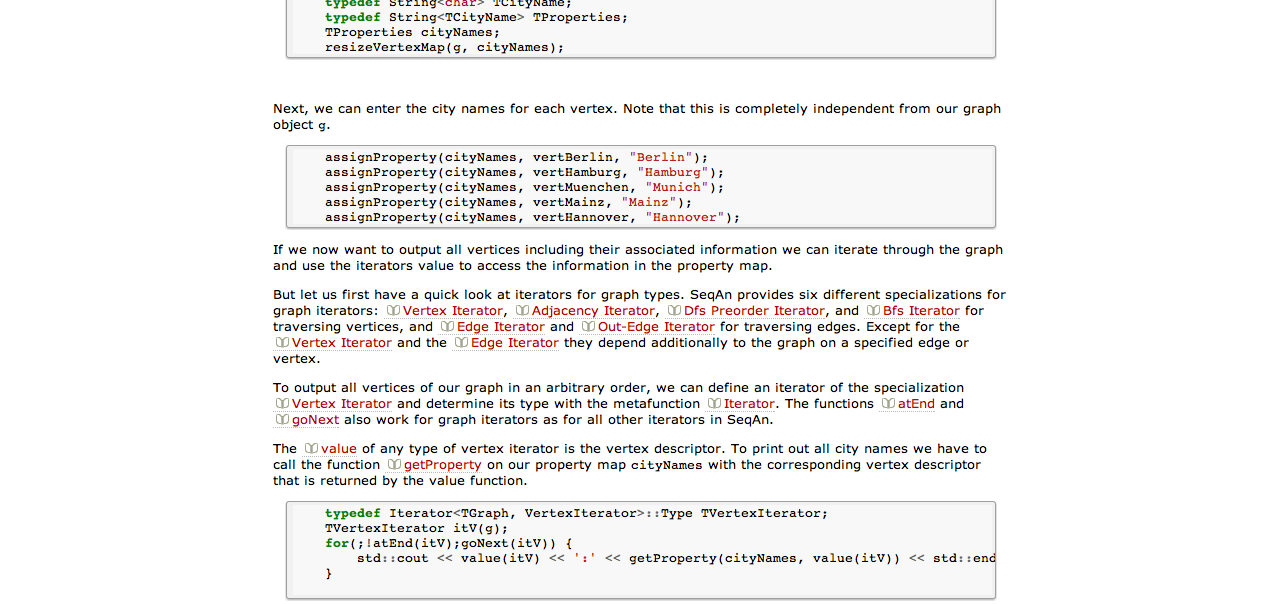 typedef String<char> TCityName;
typedef String<TCityName> TProperties;
TProperties cityNames;
resizeVertexMap(g, cityNames);
Next, we can enter the city names for each vertex. Note that this is completely independent from our graph
object g.
assignProperty(cityNames, vertBerlin, "Berlin");
assignProperty(cityNames, vertHamburg, "Hamburg");
assignProperty(cityNames, vertMuenchen, "Munich");
assignProperty(cityNames, vertMainz, "Mainz");
assignProperty(cityNames, vertHannover, "Hannover");
If we now want to output all vertices including their associated information we can iterate through the graph
and use the iterators value to access the information in the property map.
But let us first have a quick look at iterators for graph types. SeqAn provides six different specializations for
graph iterators: Vertex Iterator, Adjacency Iterator, Dfs Preorder Iterator, and Bfs Iterator for
traversing vertices, and Edge Iterator and Out-Edge Iterator for traversing edges. Except for the
Vertex Iterator and the Edge Iterator they depend additionally to the graph on a specified edge or
vertex.
To output all vertices of our graph in an arbitrary order, we can define an iterator of the specialization
Vertex Iterator and determine its type with the metafunction Iterator. The functions atEnd and
goNext also work for graph iterators as for all other iterators in SeqAn.
The value of any type of vertex iterator is the vertex descriptor. To print out all city names we have to
call the function getProperty on our property map cityNames with the corresponding vertex descriptor
that is returned by the value function.
typedef Iterator<TGraph, VertexIterator>::Type TVertexIterator;
TVertexIterator itV(g);
for(;!atEnd(itV);goNext(itV)) {
std::cout << value(itV) << ':' << getProperty(cityNames, value(itV)) << std::end
}